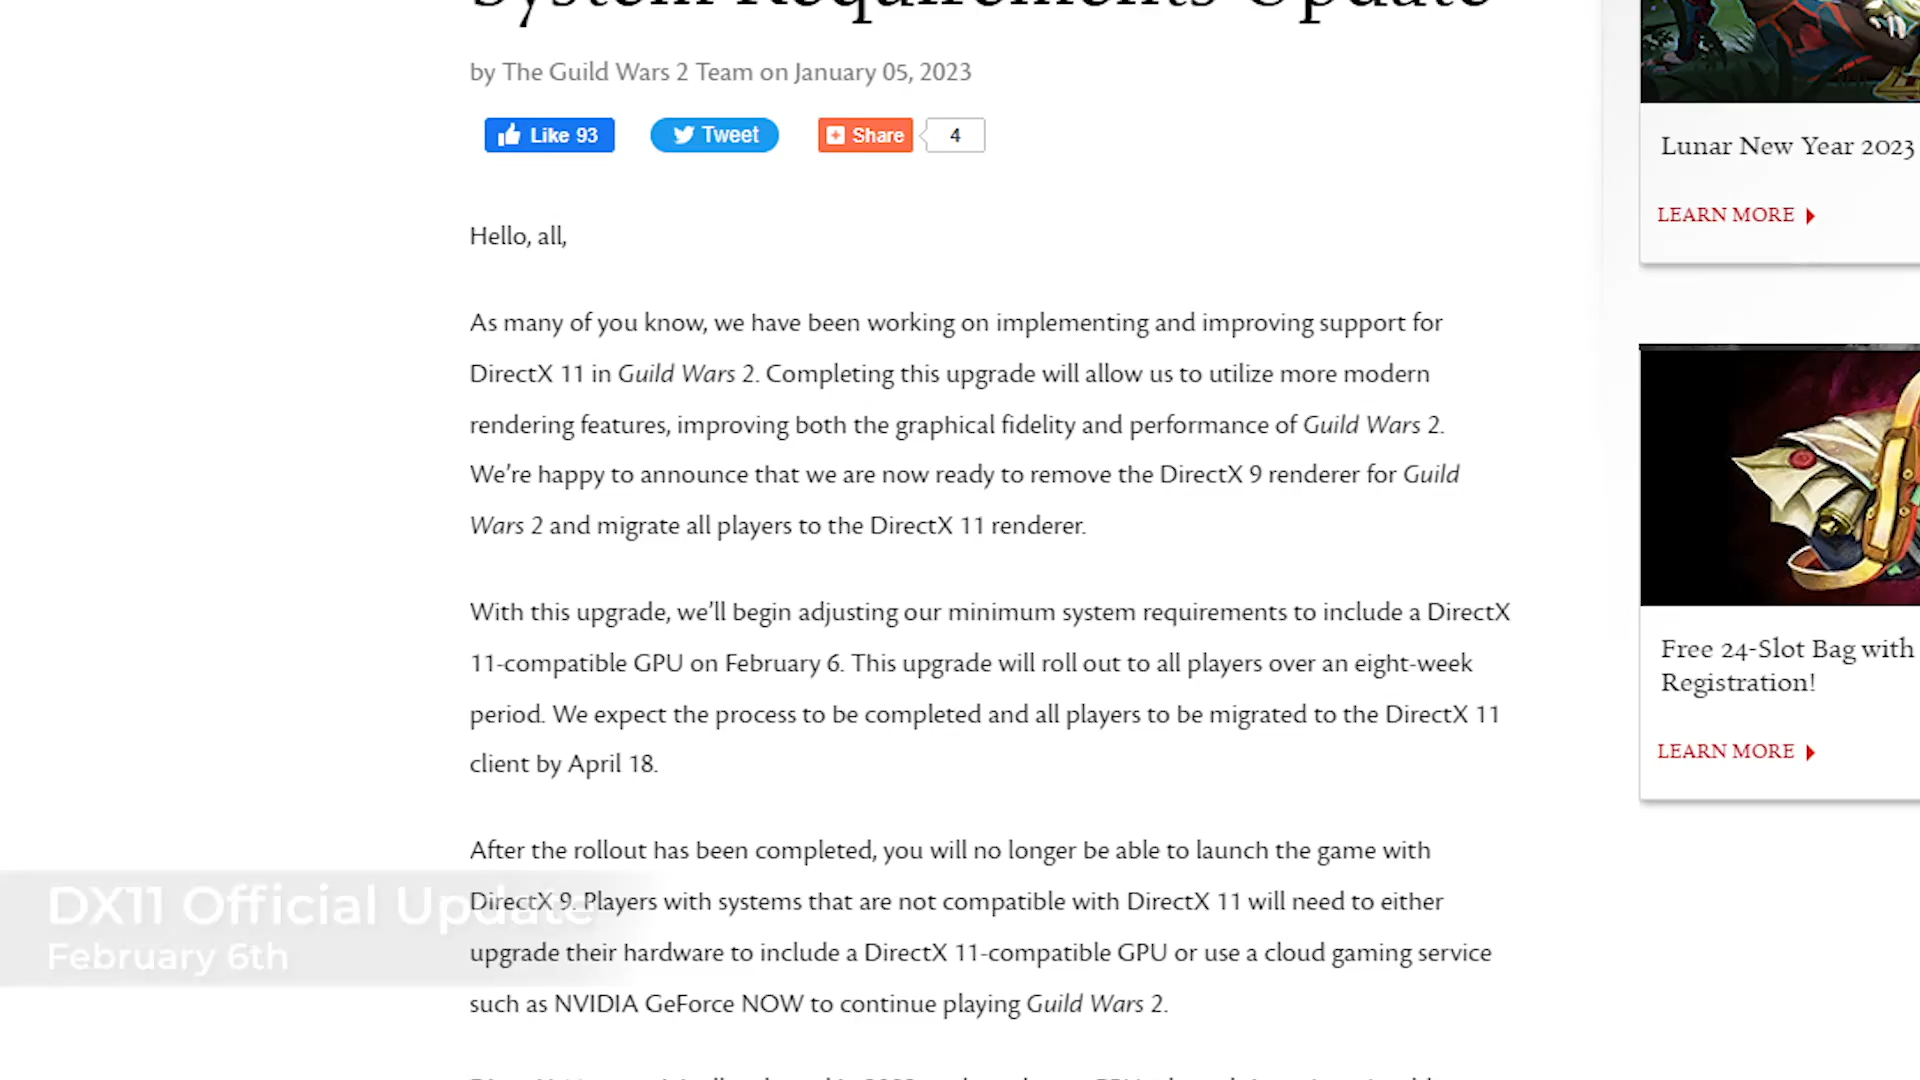 System Requirements Update
by The Guild Wars 2 Team on January 05, 2023
Like 93
Tweet
Share
4
Hello, all,
As many of you know, we have been working on implementing and improving support for
DirectX 11 in Guild Wars 2. Completing this upgrade will allow us to utilize more modern
rendering features, improving both the graphical fidelity and performance of Guild Wars 2.
We’re happy to announce that we are now ready to remove the DirectX 9 renderer for Guild
Wars 2 and migrate all players to the DirectX 11 renderer.
With this upgrade, we’ll begin adjusting our minimum system requirements to include a DirectX
11-compatible GPU on February 6. This upgrade will roll out to all players over an eight-week
period. We expect the process to be completed and all players to be migrated to the DirectX 11
client by April 18.
After the rollout has been completed, you will no longer be able to launch the game with
DirectX 9. Players with systems that are not compatible with DirectX 11 will need to either
upgrade their hardware to include a DirectX 11-compatible GPU or use a cloud gaming service
such as NVIDIA GeForce NOW to continue playing Guild Wars 2.
DX11 Official Update
February 6th
Lunar New Year 2023
LEARN MORE
Free 24-Slot Bag with
Registration!
LEARN MORE